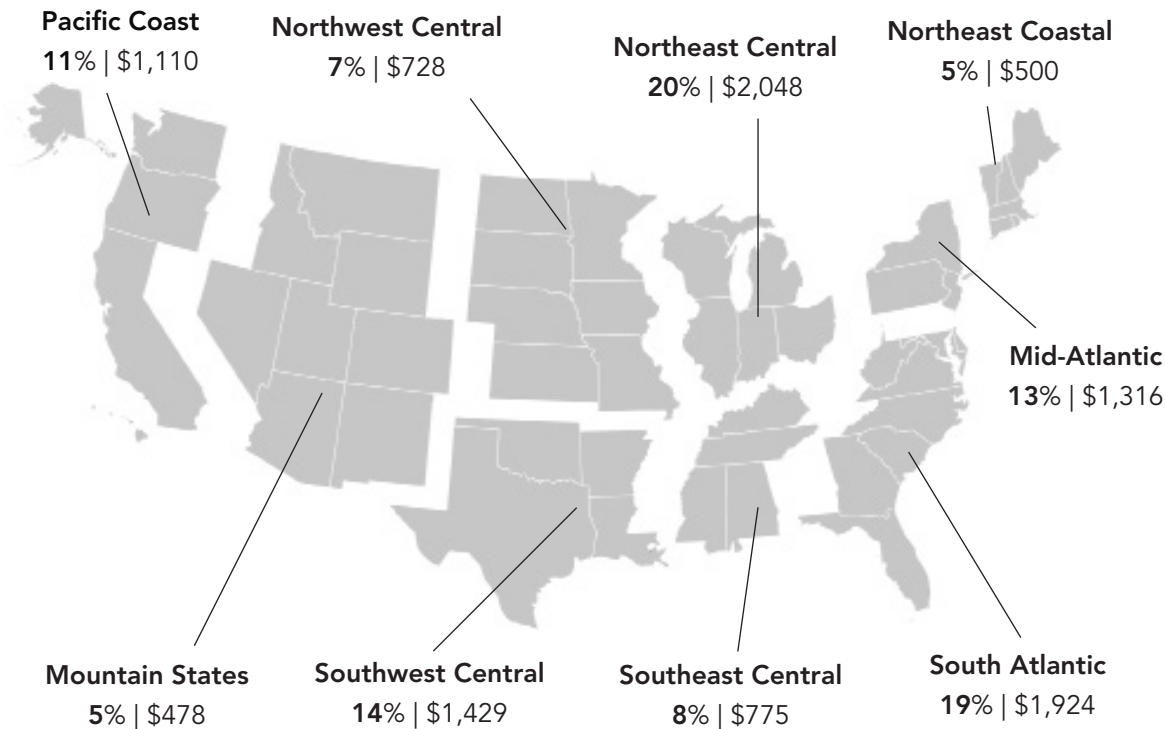 Pacific Coast
11% | $1,110
Northwest Central
7% | $728
Northeast Central
20% | $2,048
Northeast Coastal
5% | $500
Mid-Atlantic
13% | $1,316
Mountain States
5% | $478
Southwest Central
14% | $1,429
Southeast Central
8% | $775
South Atlantic
19% | $1,924